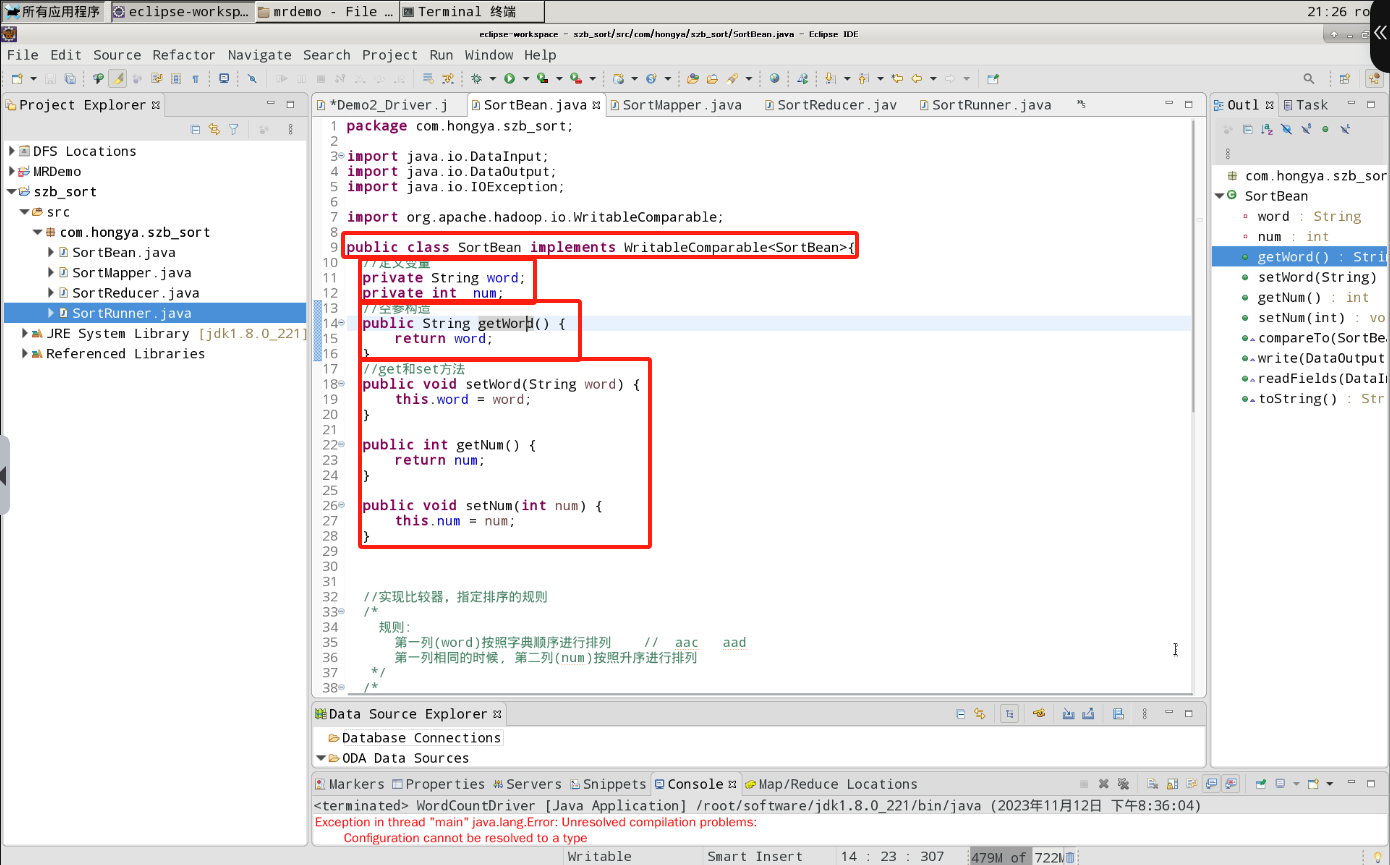 所有应用程序 eclipse-worksp... mrdemo - File ... Terminal 终端 21:26 ro
eclipse-workspace - szb_sort/src/com/hongya/szb_sort/SortBean.java - Eclipse IDE
File Edit Source Refactor Navigate Search Project Run Window Help
Project Explorer
DFS Locations
MRDemo
szb_sort
src
com.hongya.szb_sort
SortBean.java
SortMapper.java
SortReducer.java
SortRunner.java
JRE System Library [jdk1.8.0_221]
Referenced Libraries
*Demo2_Driver.j SortBean.java SortMapper.java SortReducer.jav SortRunner.java
1 package com.hongya.szb_sort;
2
3 import java.io.DataInput;
4 import java.io.DataOutput;
5 import java.io.IOException;
6
7 import org.apache.hadoop.io.WritableComparable;
8
9 public class SortBean implements WritableComparable<SortBean>{
10 //定义变量
11 private String word;
12 private int num;
13 //空参构造
14 public String getWord() {
15 return word;
16 }
17 //get和set方法
18 public void setWord(String word) {
19 this.word = word;
20 }
21
22 public int getNum() {
23 return num;
24 }
25
26 public void setNum(int num) {
27 this.num = num;
28 }
29
30
31
32 //实现比较器，指定排序的规则
33 /*
34 规则：
35 第一列(word)按照字典顺序进行排列 // aac aad
36 第一列相同的时候, 第二列(num)按照升序进行排列
37 */
38 /*
Outl Task
com.hongya.szb_sor
SortBean
word : String
num : int
getWord() : Stri
setWord(String)
getNum() : int
setNum(int) : vo
compareTo(SortBe
write(DataOutput
readFields(DataI
toString() : Str
Data Source Explorer
Database Connections
ODA Data Sources
Markers Properties Servers Snippets Console Map/Reduce Locations
<terminated> WordCountDriver [Java Application] /root/software/jdk1.8.0_221/bin/java (2023年11月12日 下午8:36:04)
Exception in thread "main" java.lang.Error: Unresolved compilation problems:
Configuration cannot be resolved to a type
Writable Smart Insert 14 : 23 : 307 479M of 722M